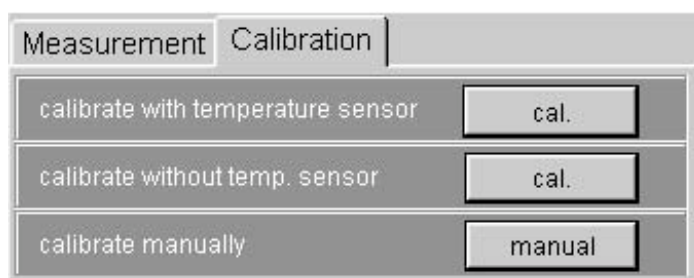 Measurement Calibration
calibrate with temperature sensor cal.
calibrate without temp. sensor cal.
calibrate manually manual